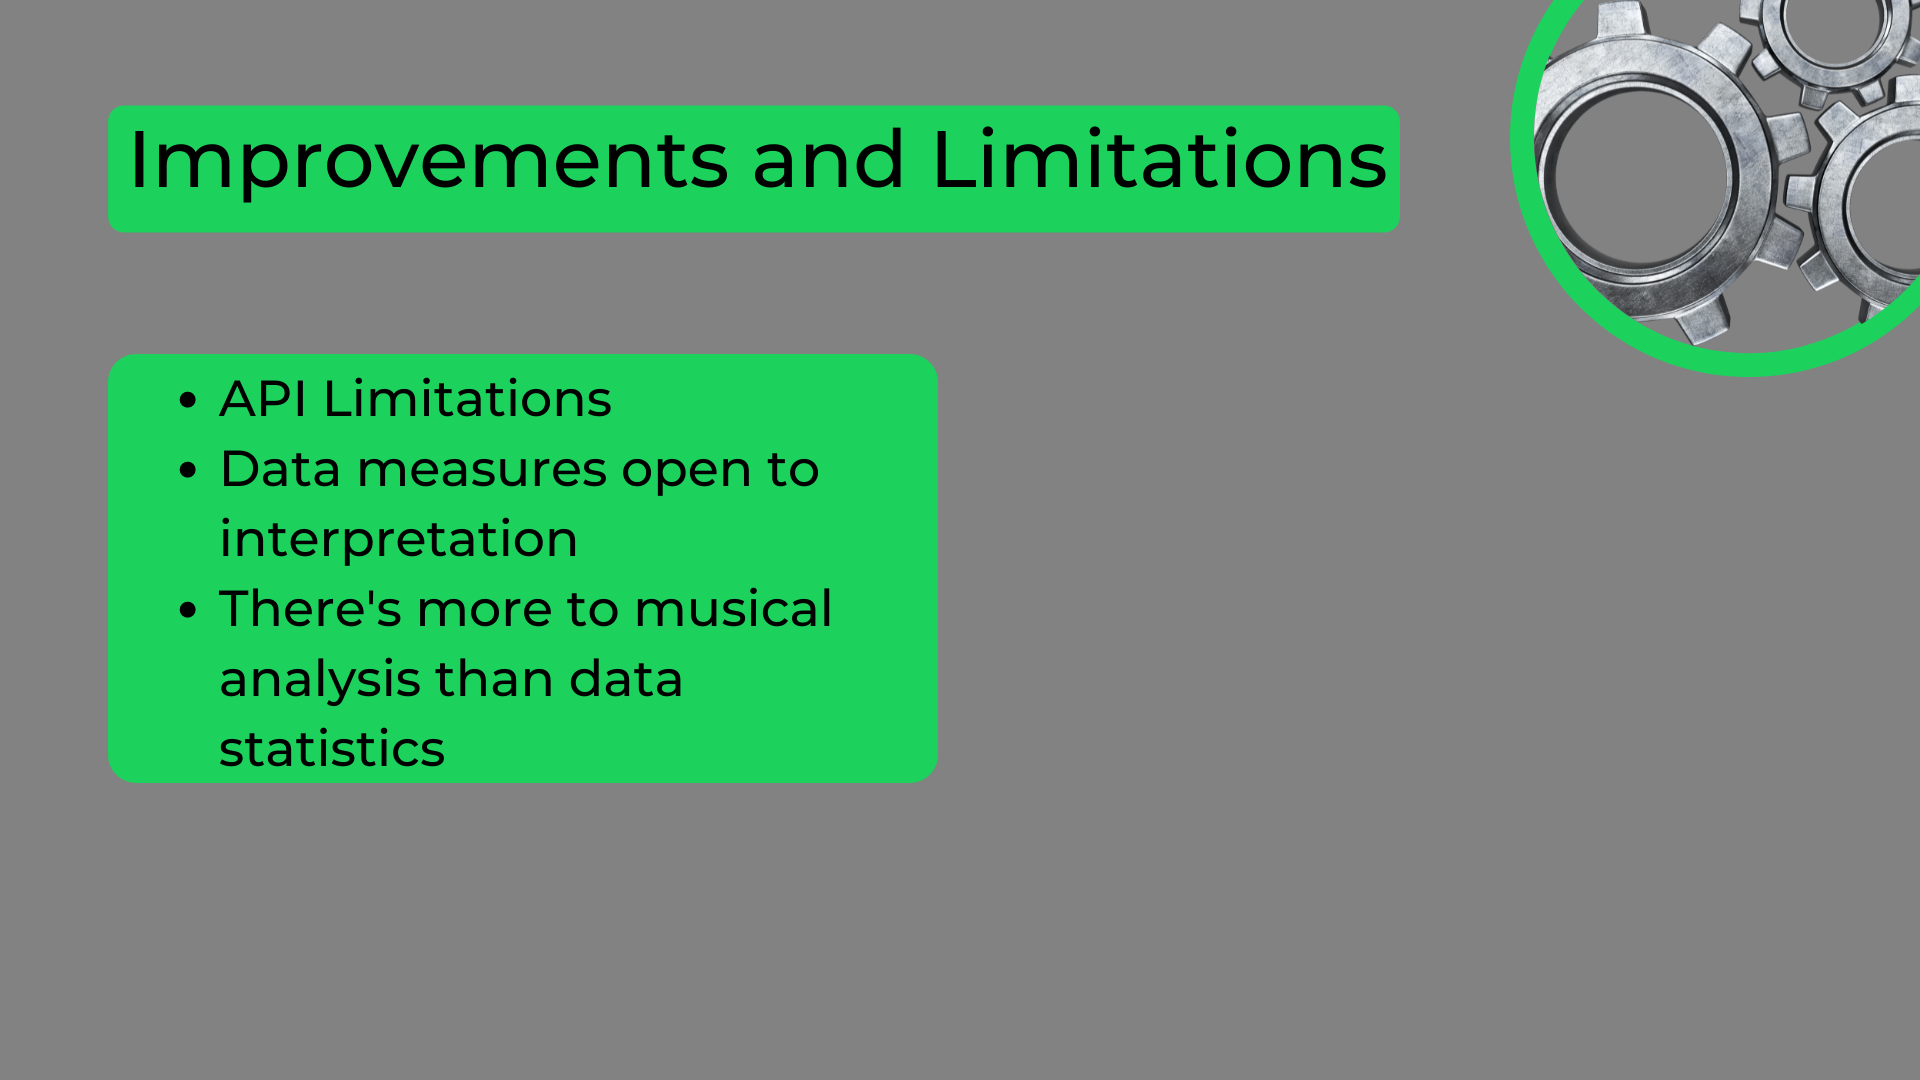 Improvements and Limitations
• API Limitations
• Data measures open to
interpretation
• There's more to musical
analysis than data
statistics